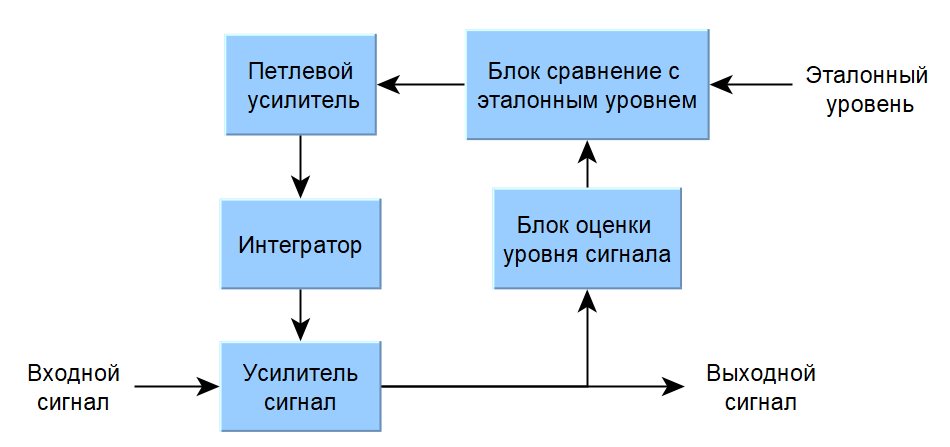 Петлевой
усилитель
Блок сравнение с
эталонным уровнем
Эталонный
уровень
Интегратор
Блок оценки
уровня сигнала
Входной
сигнал
Усилитель
сигнал
Выходной
сигнал